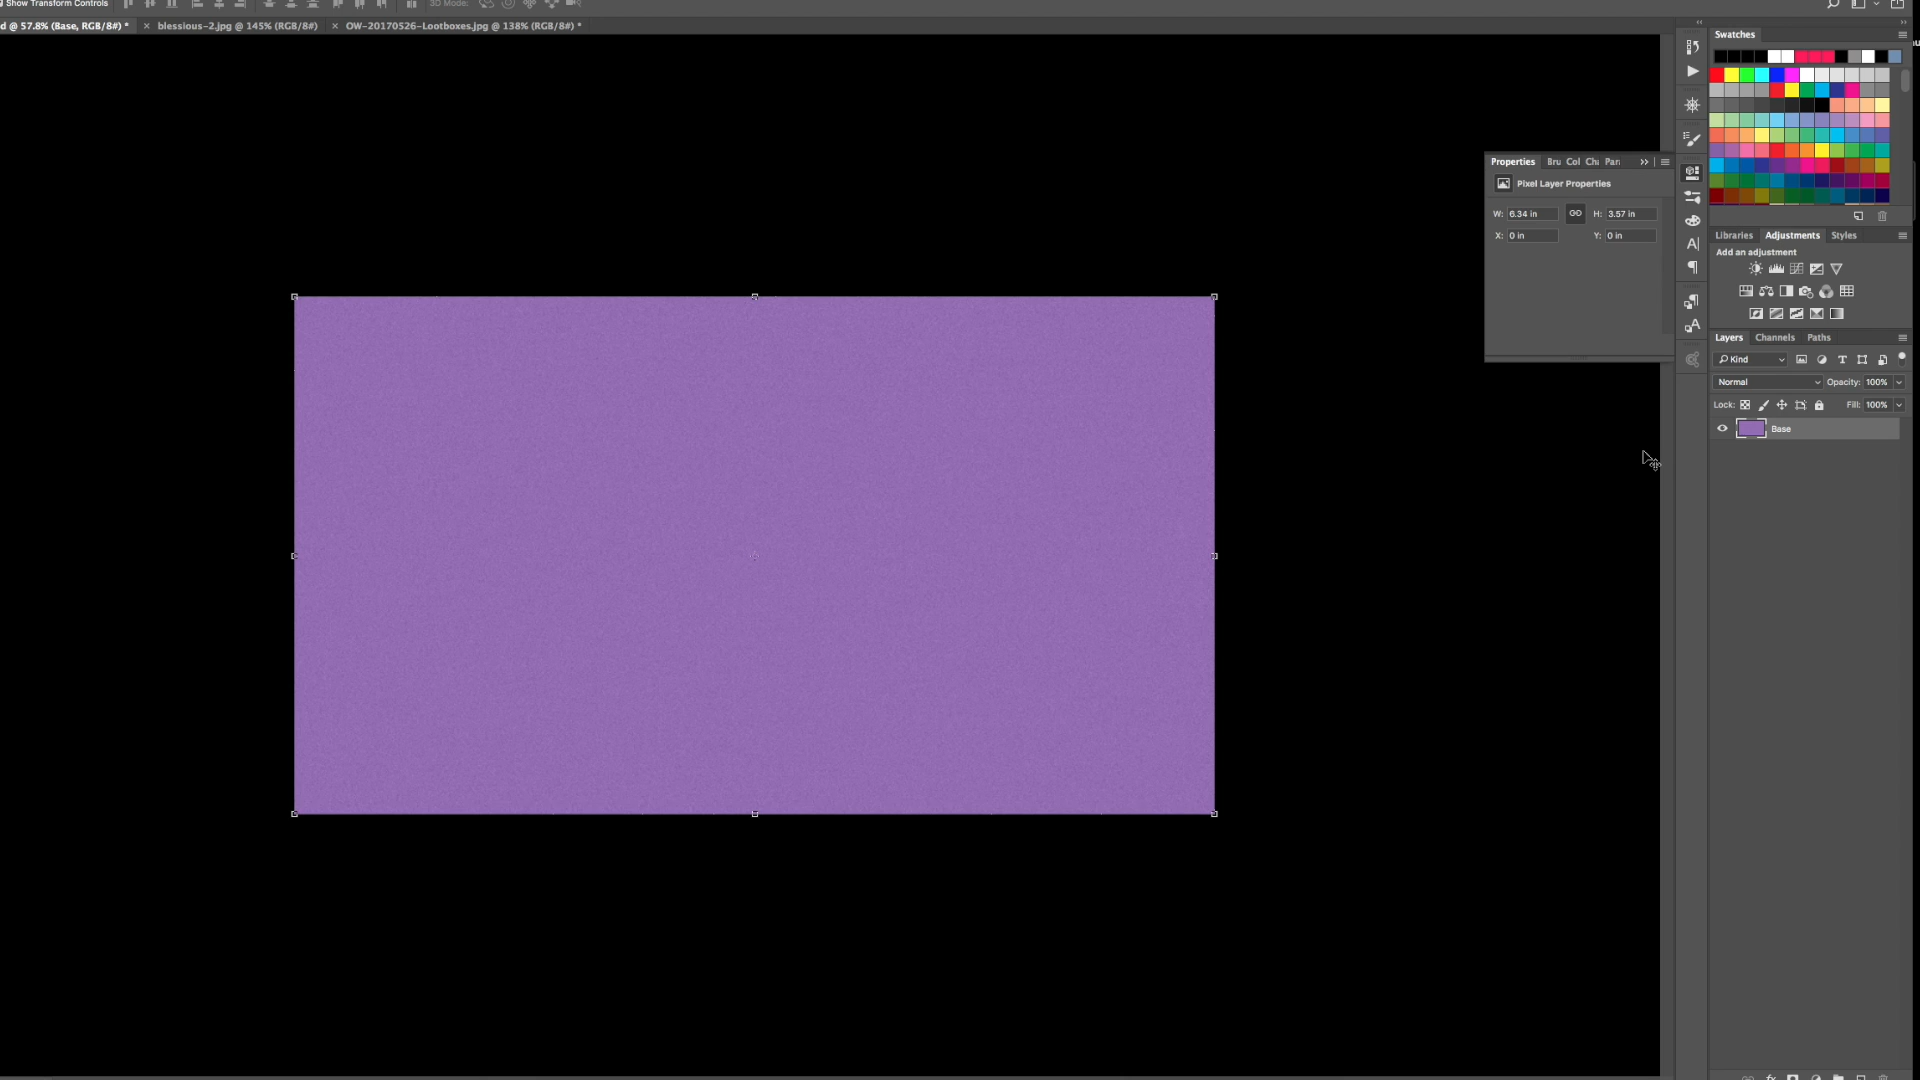 Show Transform Controls
3D Mode:
d @ 57.8% (Base, RGB/8#) * × blessious-2.jpg @ 145% (RGB/8#) × OW-20170526-Lootboxes.jpg @ 138% (RGB/8#) *
Swatches
Properties Bru Col Par
Pixel Layer Properties
W: 6.34 in H: 3.57 in
X: 0 in Y: 0 in
Libraries Adjustments Styles
Add an adjustment
Layers Channels Paths
Kind
Normal Opacity: 100%
Lock: Fill: 100%
Base